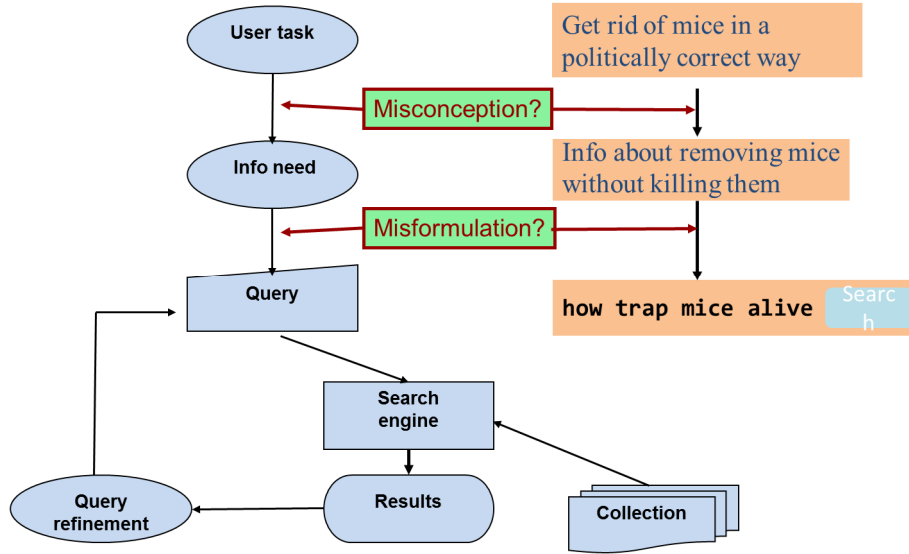 User task
Get rid of mice in a
politically correct way
Misconception?
Info need
Info about removing mice
without killing them
Misformulation?
Query
how trap mice alive
Searc
h
Search
engine
Query
refinement
Results
Collection